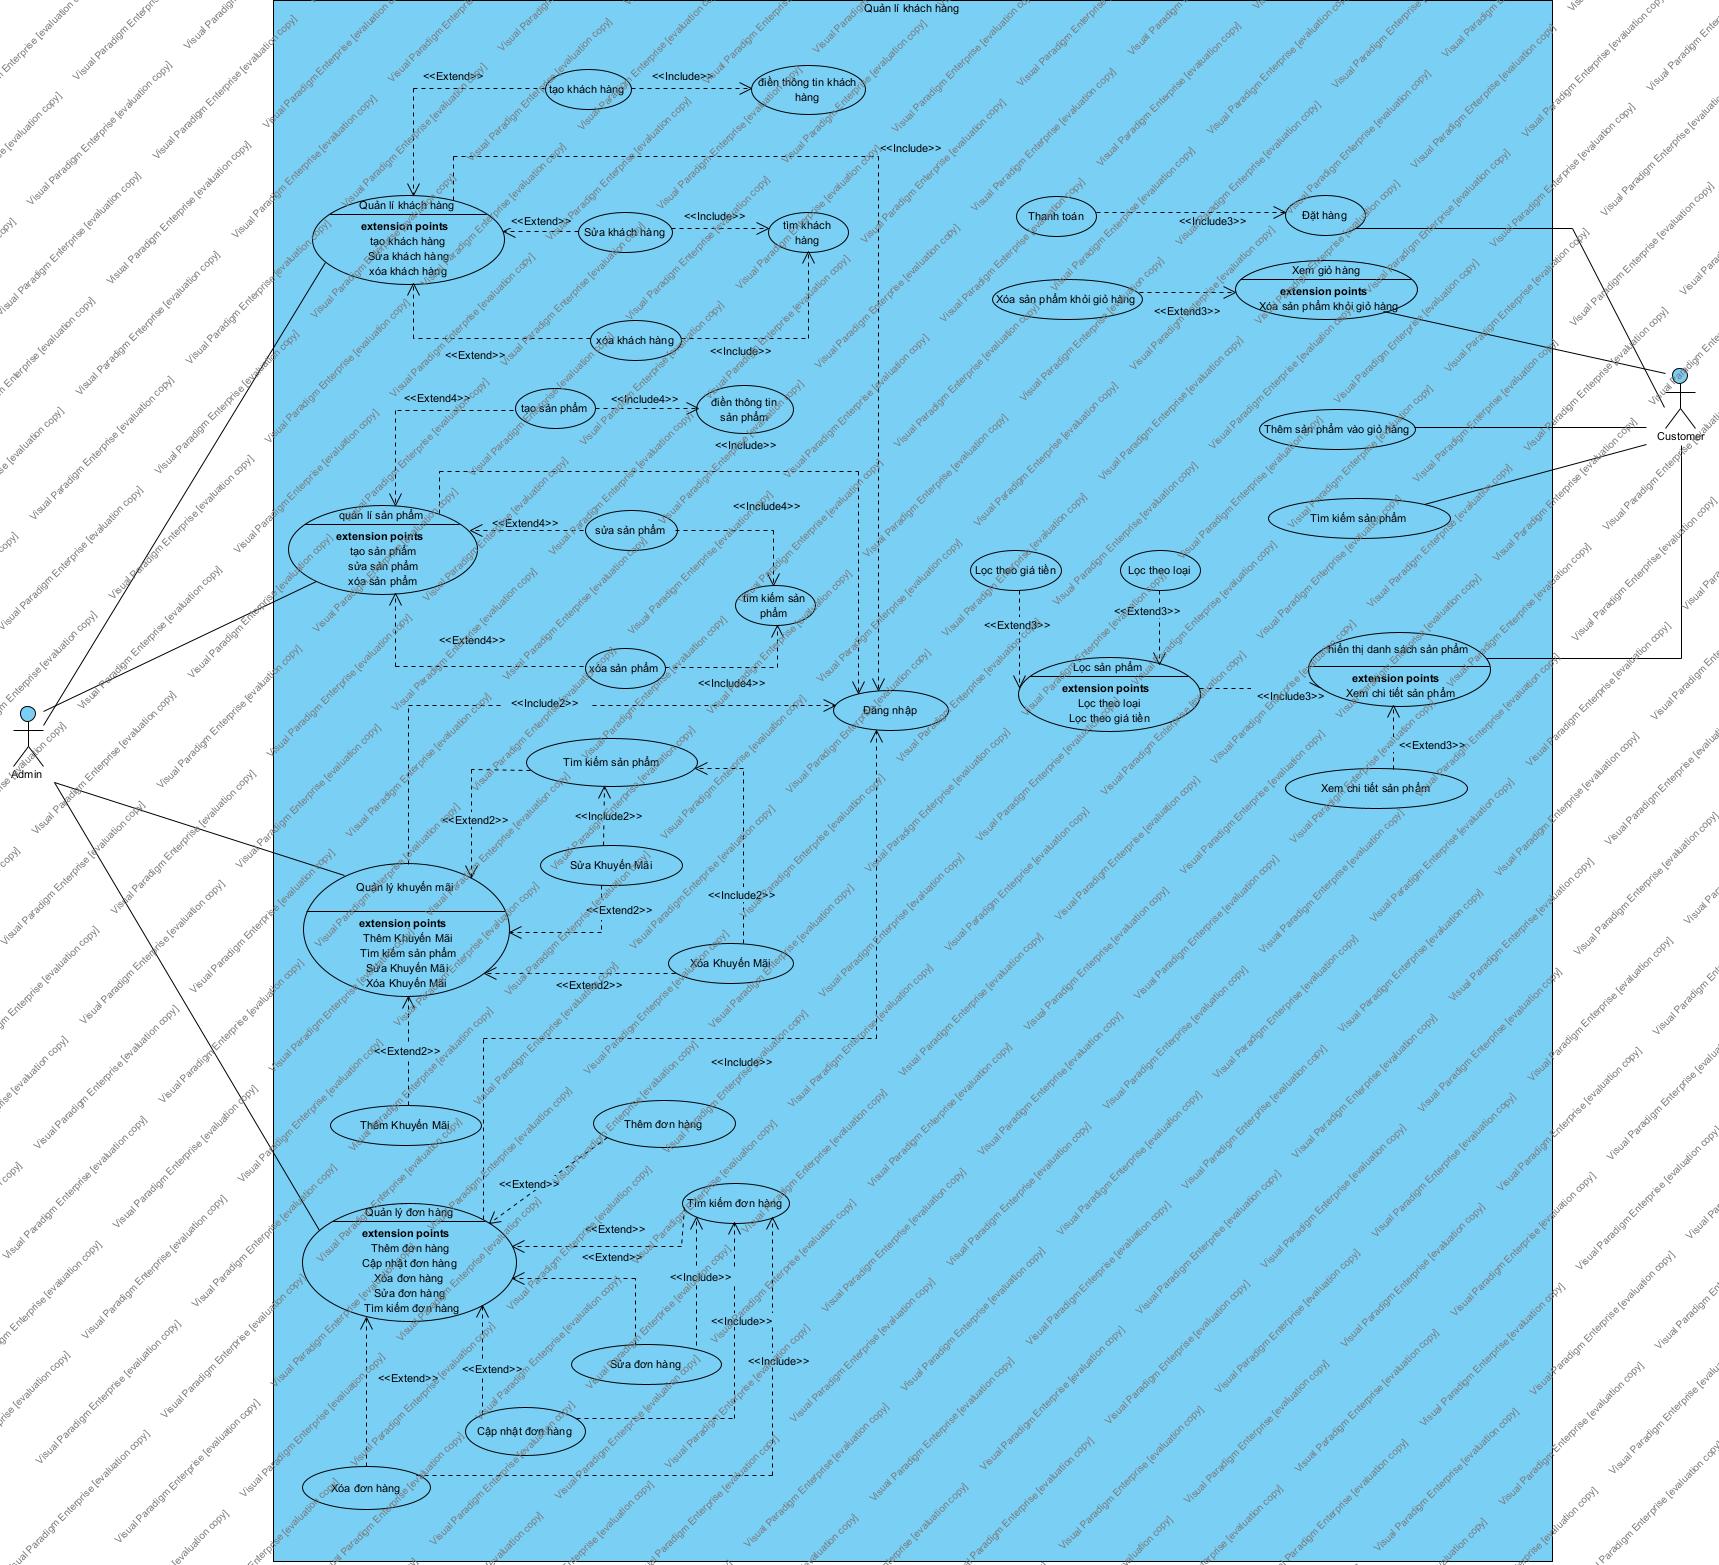 Quản lí khách hàng
<<Extend>>
<<Include>>
tạo khách hàng
điền thông tin khách
hàng
<<Include>>
Quản lí khách hàng
extension points
tạo khách hàng
Sửa khách hàng
xóa khách hàng
<<Extend>>
Sửa khách hàng
<<Include>>
tìm khách
hàng
<<Extend>>
xóa khách hàng
<<Include>>
Thanh toán
<<Include3>>
Đặt hàng
Xóa sản phẩm khỏi giỏ hàng
<<Extend3>>
Xem giỏ hàng
extension points
Xóa sản phẩm khỏi giỏ hàng
Customer
<<Extend4>>
tạo sản phẩm
<<Include4>>
điền thông tin
sản phẩm
<<Include>>
Thêm sản phẩm vào giỏ hàng
Tìm kiếm sản phẩm
quản lí sản phẩm
extension points
tạo sản phẩm
sửa sản phẩm
xóa sản phẩm
<<Extend4>>
sửa sản phẩm
<<Include4>>
tìm kiếm sản
phẩm
<<Extend4>>
xóa sản phẩm
<<Include4>>
Lọc theo giá tiền
Lọc theo loại
<<Extend3>>
<<Extend3>>
Lọc sản phẩm
extension points
Lọc theo loại
Lọc theo giá tiền
<<Include3>>
hiển thị danh sách sản phẩm
extension points
Xem chi tiết sản phẩm
<<Extend3>>
Xem chi tiết sản phẩm
<<Include2>>
Đăng nhập
Admin
Tìm kiếm sản phẩm
<<Extend2>>
<<Include2>>
Sửa Khuyến Mãi
<<Extend2>>
<<Include2>>
Quản lý khuyến mãi
extension points
Thêm Khuyến Mãi
Tìm kiếm sản phẩm
Sửa Khuyến Mãi
Xóa Khuyến Mãi
Xóa Khuyến Mãi
<<Extend2>>
<<Extend2>>
<<Include>>
Thêm Khuyến Mãi
Thêm đơn hàng
<<Extend>>
Tìm kiếm đơn hàng
Quản lý đơn hàng
extension points
Thêm đơn hàng
Cập nhật đơn hàng
Xóa đơn hàng
Sửa đơn hàng
Tìm kiếm đơn hàng
<<Extend>>
<<Extend>>
<<Include>>
<<Include>>
<<Include>>
Sửa đơn hàng
<<Extend>>
<<Extend>>
Cập nhật đơn hàng
Xóa đơn hàng
Visual Paradigm Enterprise [evaluation copy]